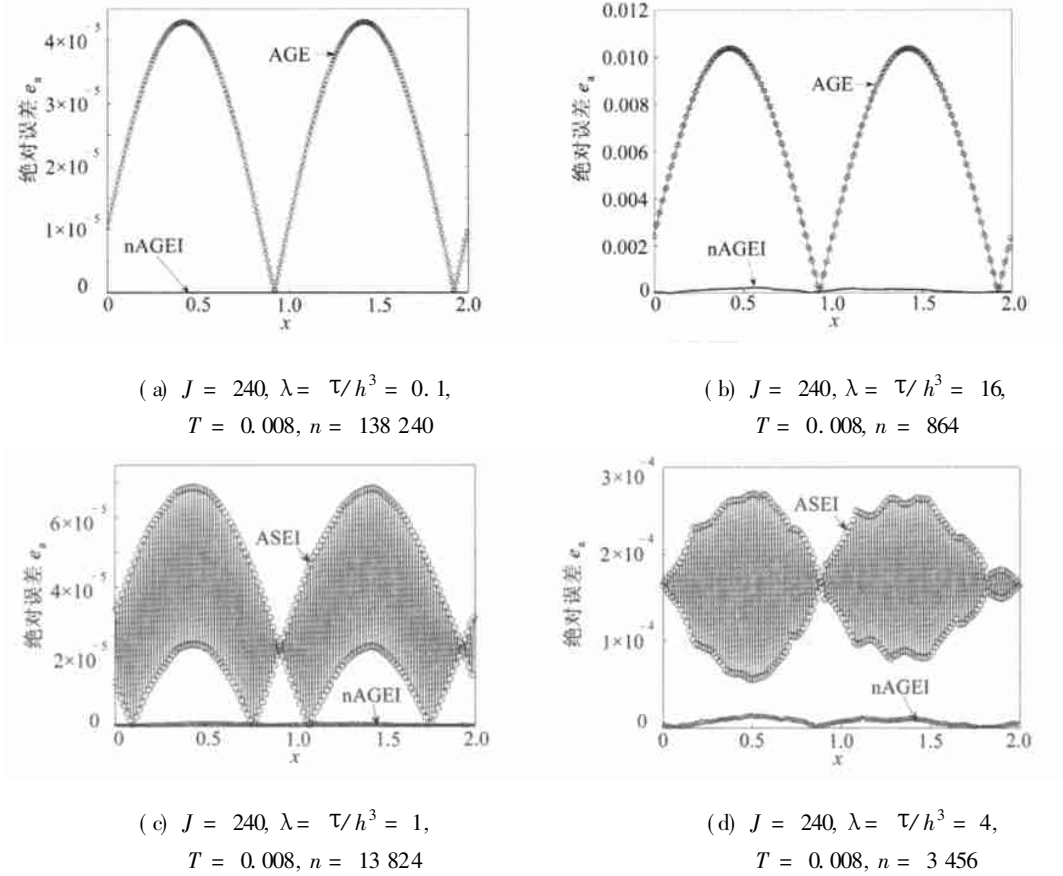 4×10⁻⁵
3×10⁻⁵
2×10⁻⁵
1×10⁻⁵
0
绝对误差 eₐ
AGE
nAGEI
0 0.5 1.0 1.5 2.0
x
(a) J = 240, λ = τ/h³ = 0.1,
T = 0.008, n = 138 240
0.012
0.010
0.008
0.006
0.004
0.002
0
绝对误差 eₐ
AGE
nAGEI
0 0.5 1.0 1.5 2.0
x
(b) J = 240, λ = τ/h³ = 16,
T = 0.008, n = 864
6×10⁻⁵
4×10⁻⁵
2×10⁻⁵
0
绝对误差 eₐ
ASEI
nAGEI
0 0.5 1.0 1.5 2.0
x
(c) J = 240, λ = τ/h³ = 1,
T = 0.008, n = 13 824
3×10⁻⁴
2×10⁻⁴
1×10⁻⁴
0
绝对误差 eₐ
ASEI
nAGEI
0 0.5 1.0 1.5 2.0
x
(d) J = 240, λ = τ/h³ = 4,
T = 0.008, n = 3 456